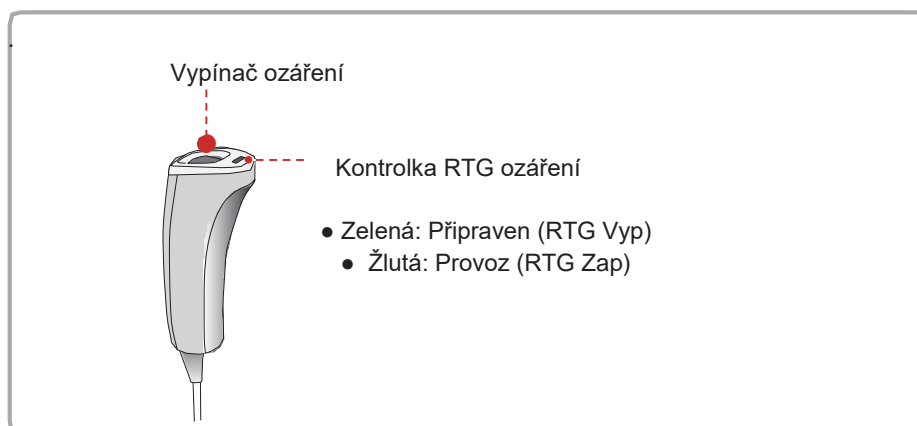 Vypínač ozáření
Kontrolka RTG ozáření
● Zelená: Připraven (RTG Vyp)
● Žlutá: Provoz (RTG Zap)